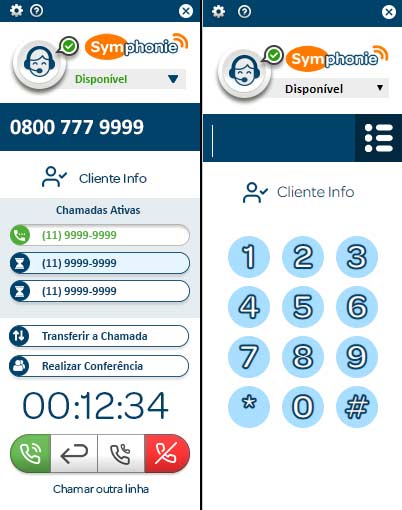 Symphonie
Disponível
0800 777 9999
Cliente Info
Chamadas Ativas
(11) 9999-9999
(11) 9999-9999
(11) 9999-9999
Transferir a Chamada
Realizar Conferência
00:12:34
Chamar outra linha
Symphonie
Disponível
Cliente Info
1 2 3
4 5 6
7 8 9
* 0 #